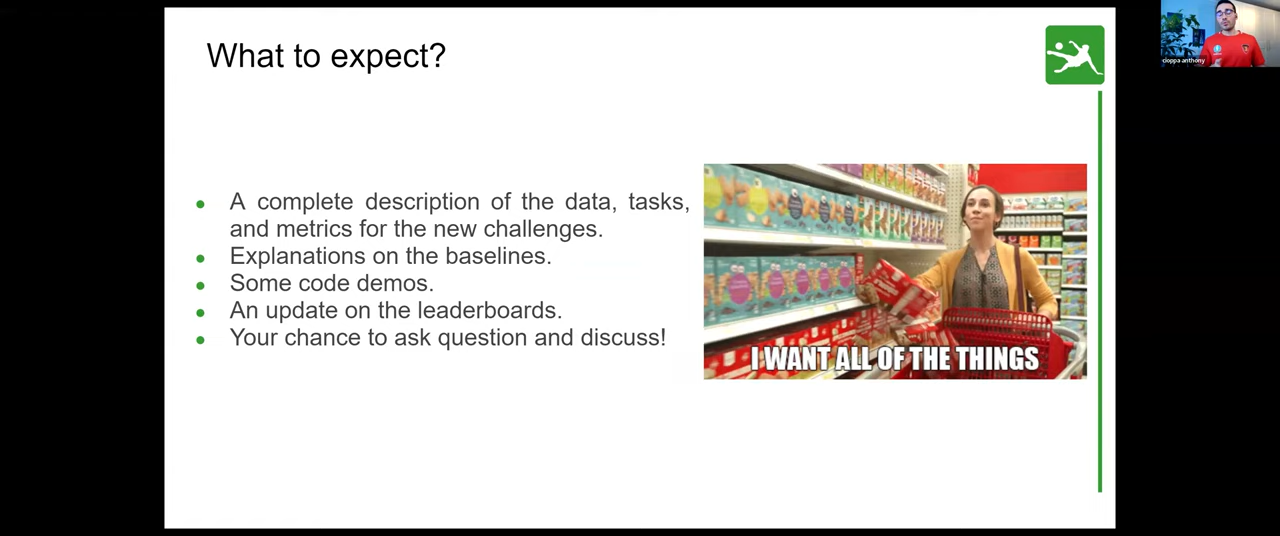 What to expect?
cioppa anthony
A complete description of the data, tasks,
and metrics for the new challenges.
Explanations on the baselines.
Some code demos.
An update on the leaderboards.
Your chance to ask question and discuss!
I WANT ALL OF THE THINGS